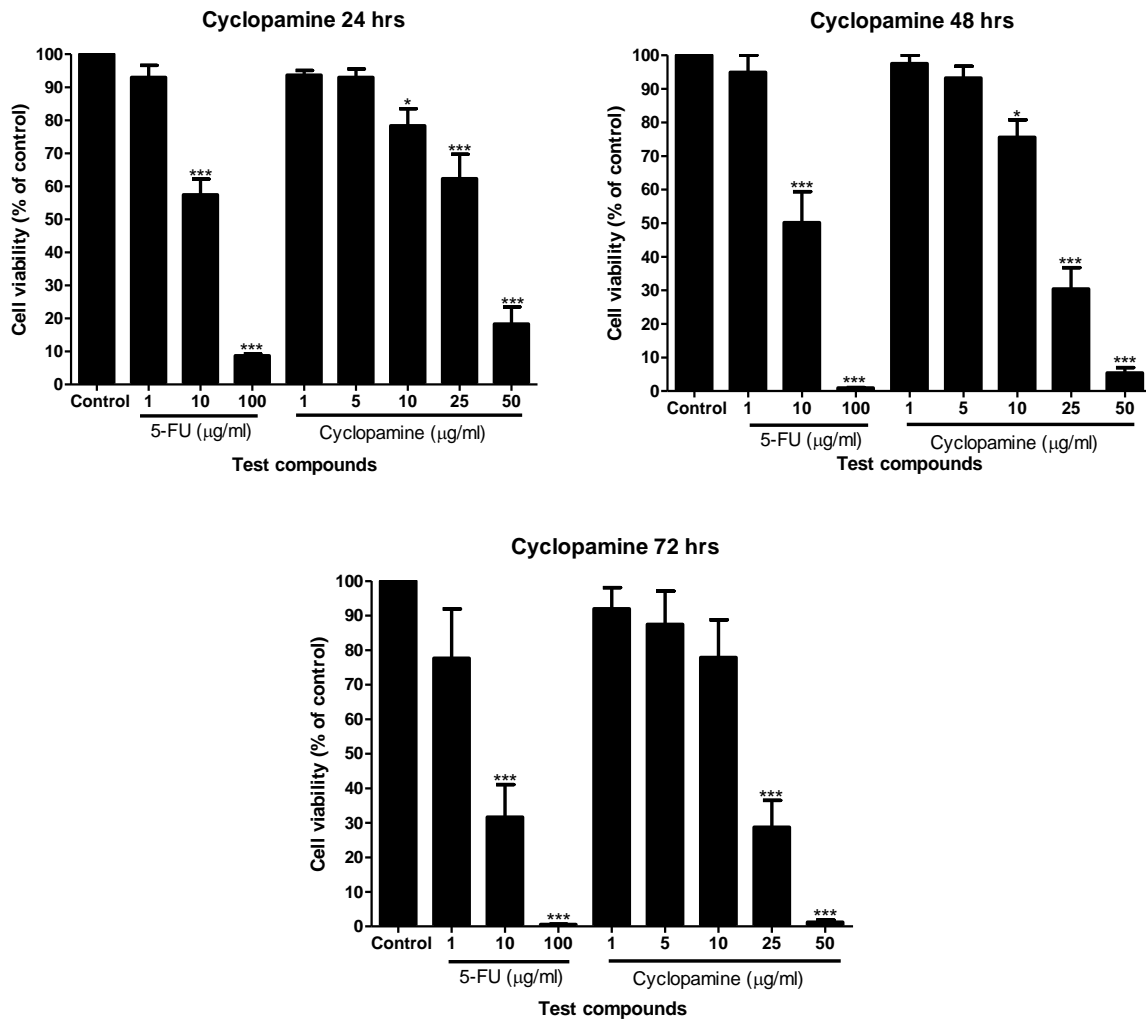 Cyclopamine 24 hrs
Cell viability (% of control)
100
90
80
70
60
50
40
30
20
10
0
*** *** * *** ***
Control 1 10 100 1 5 10 25 50
5-FU (μg/ml) Cyclopamine (μg/ml)
Test compounds
Cyclopamine 48 hrs
Cell viability (% of control)
100
90
80
70
60
50
40
30
20
10
0
*** *** * *** ***
Control 1 10 100 1 5 10 25 50
5-FU (μg/ml) Cyclopamine (μg/ml)
Test compounds
Cyclopamine 72 hrs
Cell viability (% of control)
100
90
80
70
60
50
40
30
20
10
0
*** *** *** ***
Control 1 10 100 1 5 10 25 50
5-FU (μg/ml) Cyclopamine (μg/ml)
Test compounds